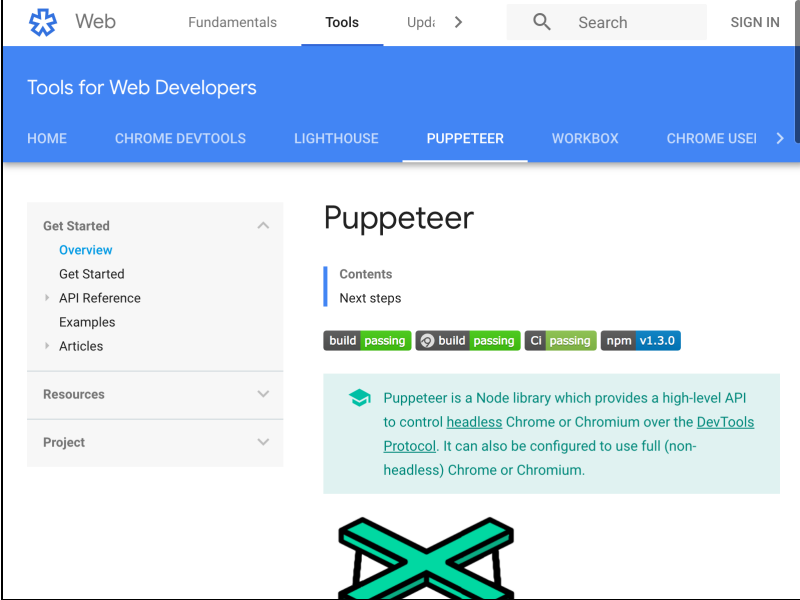 Web
Fundamentals
Tools
Upda
Search
SIGN IN
Tools for Web Developers
HOME
CHROME DEVTOOLS
LIGHTHOUSE
PUPPETEER
WORKBOX
CHROME USE
Get Started
Overview
Get Started
API Reference
Examples
Articles
Resources
Project
Puppeteer
Contents
Next steps
build passing
build passing
Ci passing
npm v1.3.0
Puppeteer is a Node library which provides a high-level API
to control headless Chrome or Chromium over the DevTools
Protocol. It can also be configured to use full (non-
headless) Chrome or Chromium.